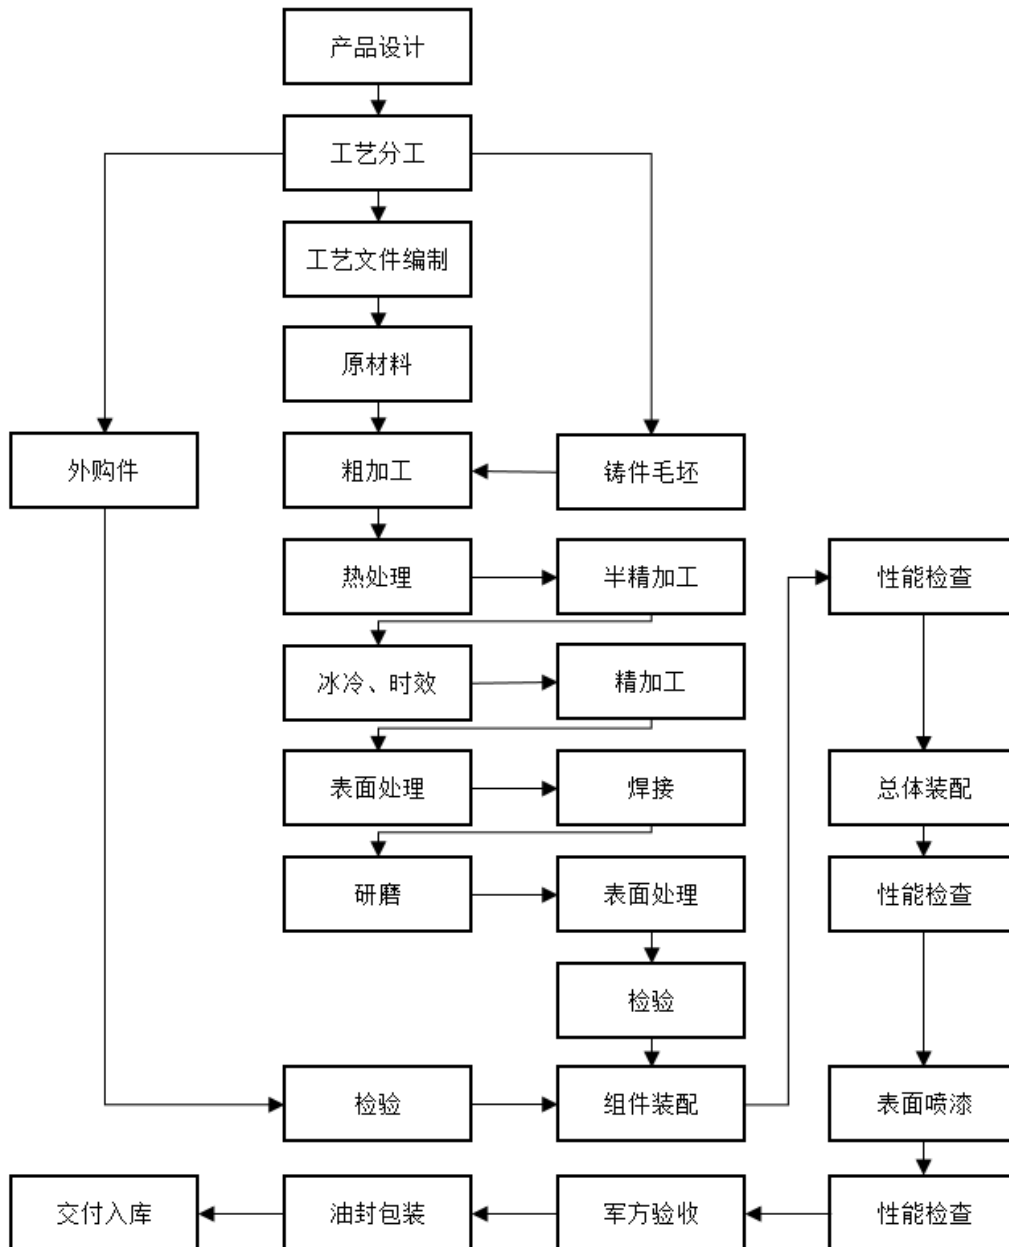 产品设计
工艺分工
工艺文件编制
原材料
外购件
粗加工
铸件毛坯
热处理
半精加工
性能检查
冰冷、时效
精加工
表面处理
焊接
总体装配
研磨
表面处理
性能检查
检验
检验
组件装配
表面喷漆
交付入库
油封包装
军方验收
性能检查